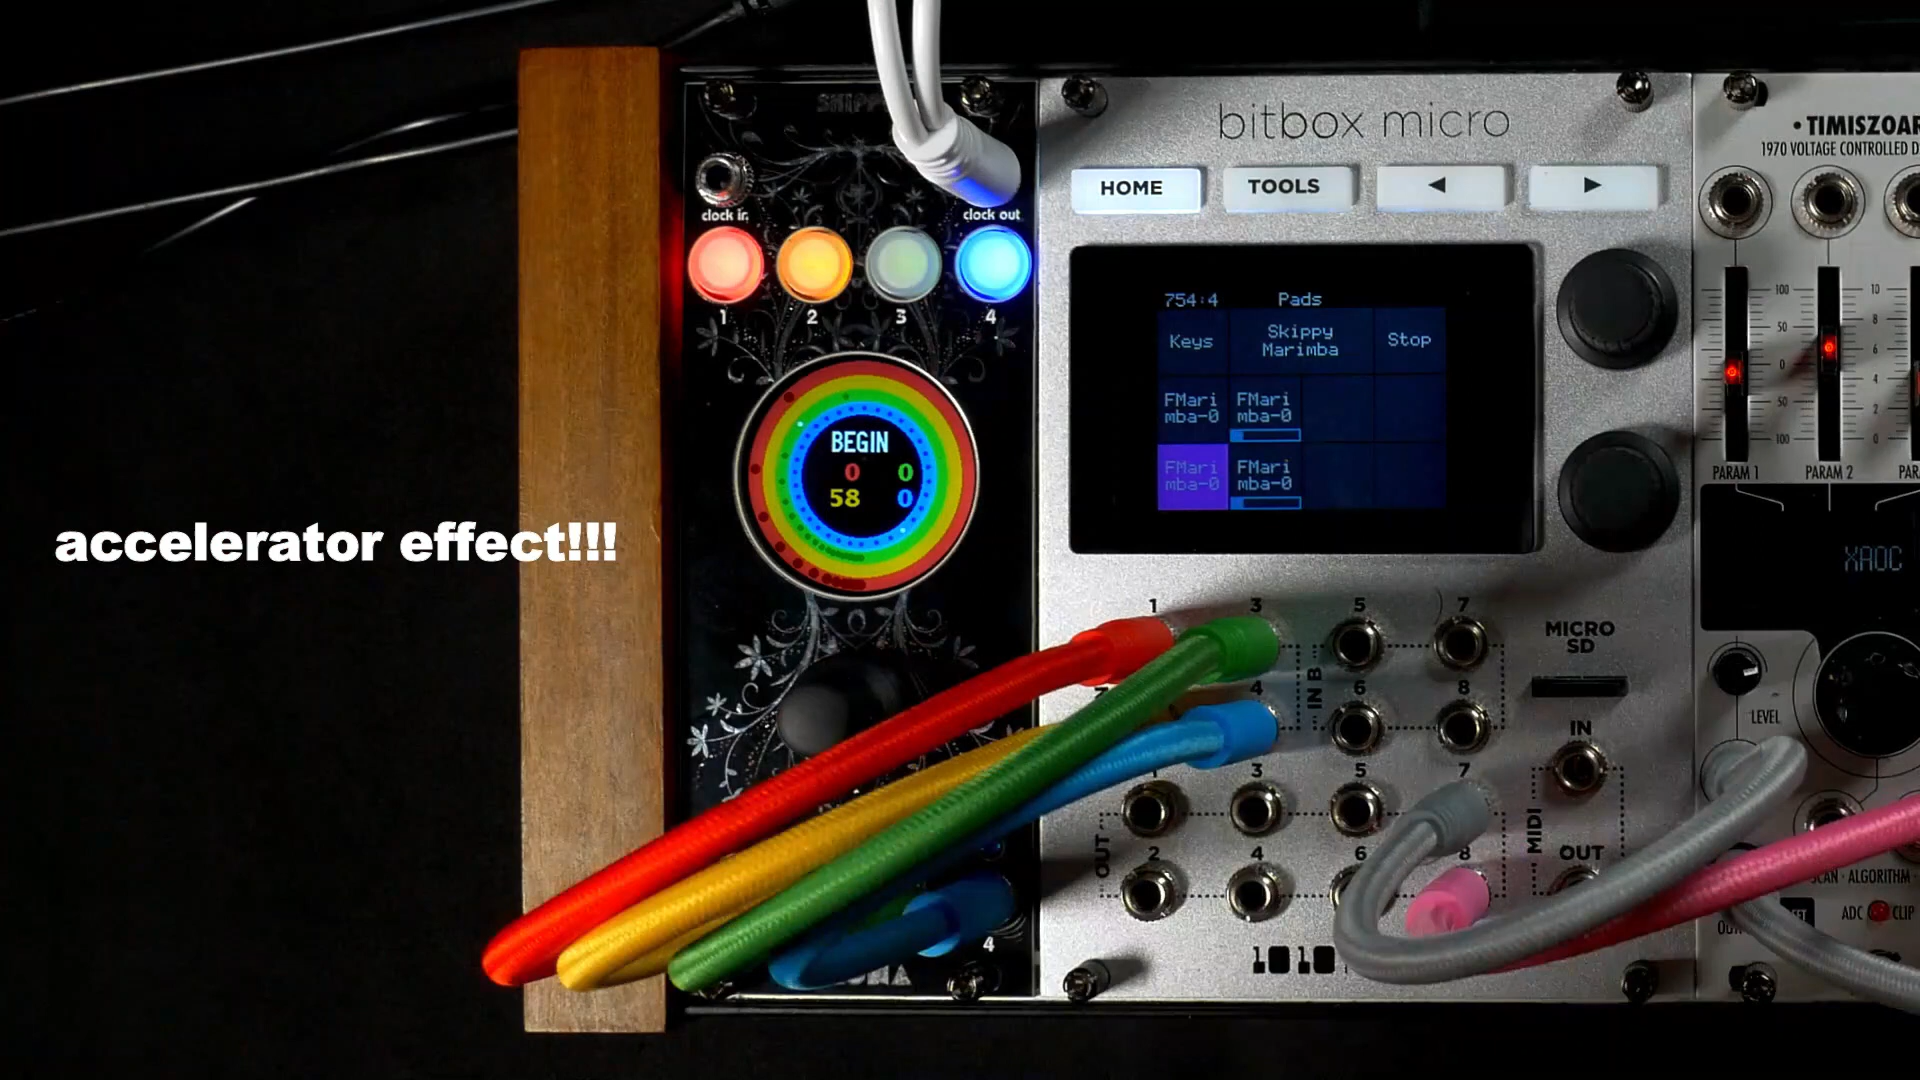 accelerator effect!!!
clock in
clock out
1 2 3 4
BEGIN
0 0
58 0
4
bitbox micro
HOME
TOOLS
754:4 Pads
Keys
Skippy
Marimba
Stop
FMari
mba-0
FMari
mba-0
FMari
mba-0
FMari
mba-0
1 3 5 7
4 6 8
IN B
1 3 5 7
2 4 6 8
OUT
MICRO
SD
IN
MIDI
OUT
1010
• TIMISZOAR
1970 VOLTAGE CONTROLLED D
100 50 0 50 100
10 8 6 4 2 0
PARAM 1
PARAM 2
PAR
XAOC
LEVEL
SCAN · ALGORITHM ·
ADC CLIP